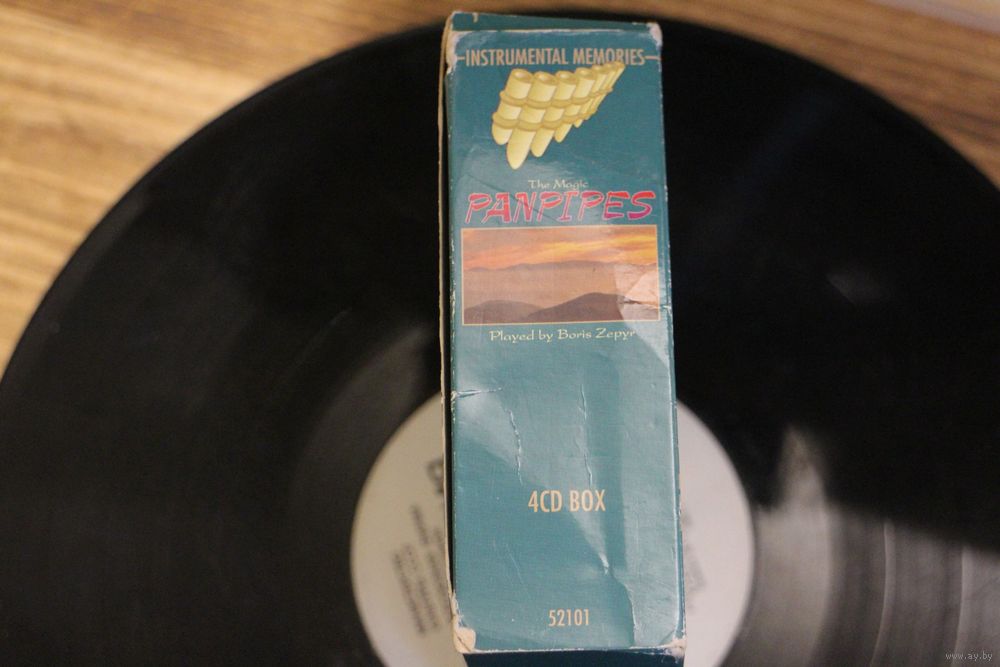 INSTRUMENTAL MEMORIES
The Magic
PANPIPES
Played by Boris Zepyr
4CD BOX
52101
www.ay.by